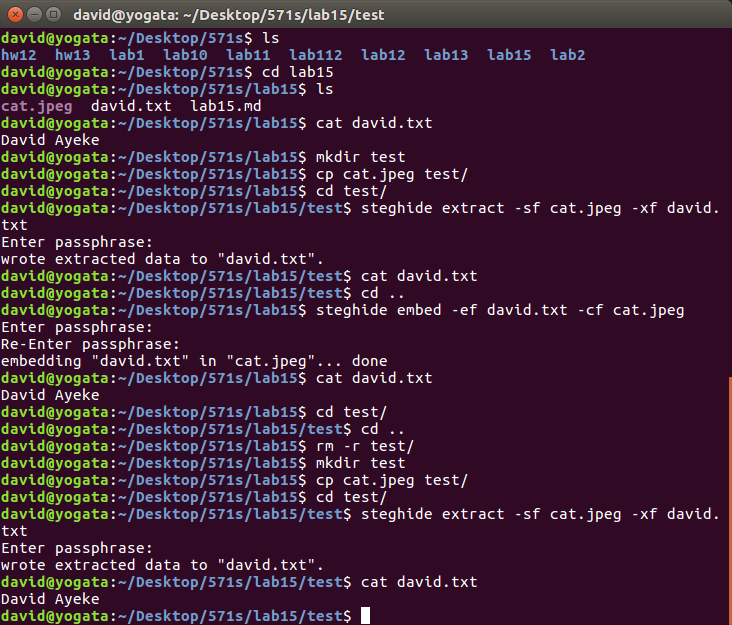 david@yogata: ~/Desktop/571s/lab15/test
david@yogata:~/Desktop/571s$ ls
hw12  hw13  lab1  lab10  lab11  lab112  lab12  lab13  lab15  lab2
david@yogata:~/Desktop/571s$ cd lab15
david@yogata:~/Desktop/571s/lab15$ ls
cat.jpeg  david.txt  lab15.md
david@yogata:~/Desktop/571s/lab15$ cat david.txt
David Ayeke
david@yogata:~/Desktop/571s/lab15$ mkdir test
david@yogata:~/Desktop/571s/lab15$ cp cat.jpeg test/
david@yogata:~/Desktop/571s/lab15$ cd test/
david@yogata:~/Desktop/571s/lab15/test$ steghide extract -sf cat.jpeg -xf david.
txt
Enter passphrase:
wrote extracted data to "david.txt".
david@yogata:~/Desktop/571s/lab15/test$ cat david.txt
david@yogata:~/Desktop/571s/lab15/test$ cd ..
david@yogata:~/Desktop/571s/lab15$ steghide embed -ef david.txt -cf cat.jpeg
Enter passphrase:
Re-Enter passphrase:
embedding "david.txt" in "cat.jpeg"... done
david@yogata:~/Desktop/571s/lab15$ cat david.txt
David Ayeke
david@yogata:~/Desktop/571s/lab15$ cd test/
david@yogata:~/Desktop/571s/lab15/test$ cd ..
david@yogata:~/Desktop/571s/lab15$ rm -r test/
david@yogata:~/Desktop/571s/lab15$ mkdir test
david@yogata:~/Desktop/571s/lab15$ cp cat.jpeg test/
david@yogata:~/Desktop/571s/lab15$ cd test/
david@yogata:~/Desktop/571s/lab15/test$ steghide extract -sf cat.jpeg -xf david.
txt
Enter passphrase:
wrote extracted data to "david.txt".
david@yogata:~/Desktop/571s/lab15/test$ cat david.txt
David Ayeke
david@yogata:~/Desktop/571s/lab15/test$